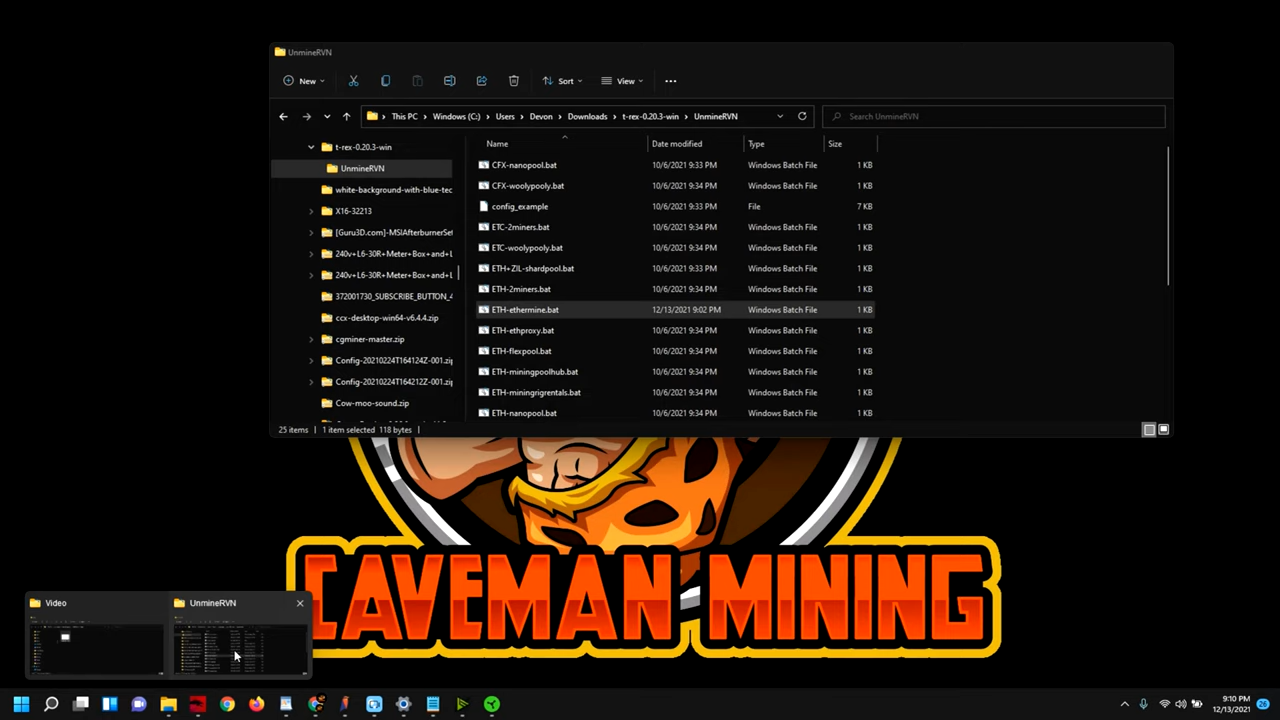 UnmineRVN
New
Sort
View
This PC > Windows (C:) > Users > Devon > Downloads > t-rex-0.20.3-win > UnmineRVN
Search UnmineRVN
t-rex-0.20.3-win
UnmineRVN
white-background-with-blue-tec
X16-32213
[Guru3D.com]-MSIAfterburnerSet
240v+L6-30R+Meter+Box+and+L
240v+L6-30R+Meter+Box+and+L
372001730_SUBSCRIBE_BUTTON_4
ccx-desktop-win64-v6.4.4.zip
cgminer-master.zip
Config-20210224T164124Z-001.zip
Config-20210224T164212Z-001.zip
Cow-moo-sound.zip
Name Date modified Type Size
CFX-nanopool.bat 10/6/2021 9:33 PM Windows Batch File 1 KB
CFX-woolypooly.bat 10/6/2021 9:33 PM Windows Batch File 1 KB
config_example 10/6/2021 9:33 PM File 7 KB
ETC-2miners.bat 10/6/2021 9:33 PM Windows Batch File 1 KB
ETC-woolypooly.bat 10/6/2021 9:33 PM Windows Batch File 1 KB
ETH+ZIL-shardpool.bat 10/6/2021 9:33 PM Windows Batch File 1 KB
ETH-2miners.bat 10/6/2021 9:34 PM Windows Batch File 1 KB
ETH-ethermine.bat 12/13/2021 9:02 PM Windows Batch File 1 KB
ETH-ethproxy.bat 10/6/2021 9:34 PM Windows Batch File 1 KB
ETH-flexpool.bat 10/6/2021 9:34 PM Windows Batch File 1 KB
ETH-miningpoolhub.bat 10/6/2021 9:34 PM Windows Batch File 1 KB
ETH-miningrigrentals.bat 10/6/2021 9:34 PM Windows Batch File 1 KB
ETH-nanopool.bat 10/6/2021 9:34 PM Windows Batch File 1 KB
25 items 1 item selected 118 bytes
CAVEMAN MINING
Video
UnmineRVN
9:10 PM
12/13/2021
26